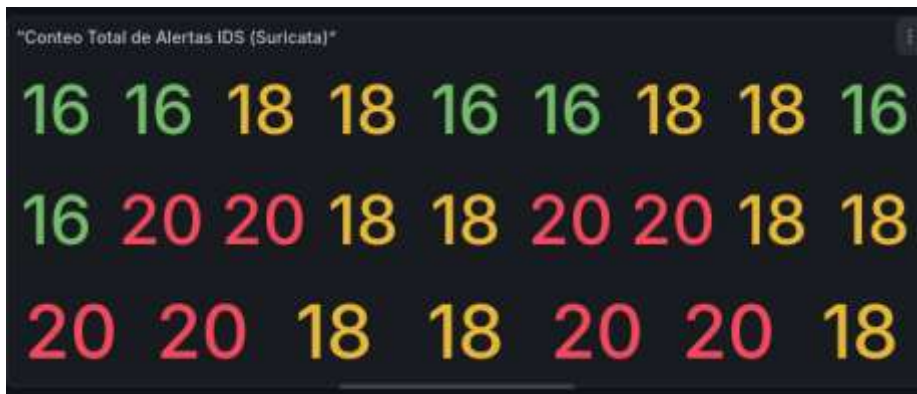 "Conteo Total de Alertas IDS (Suricata)"
16 16 18 18 16 16 18 18 16
16 20 20 18 18 20 20 18 18
20 20 18 18 20 20 18